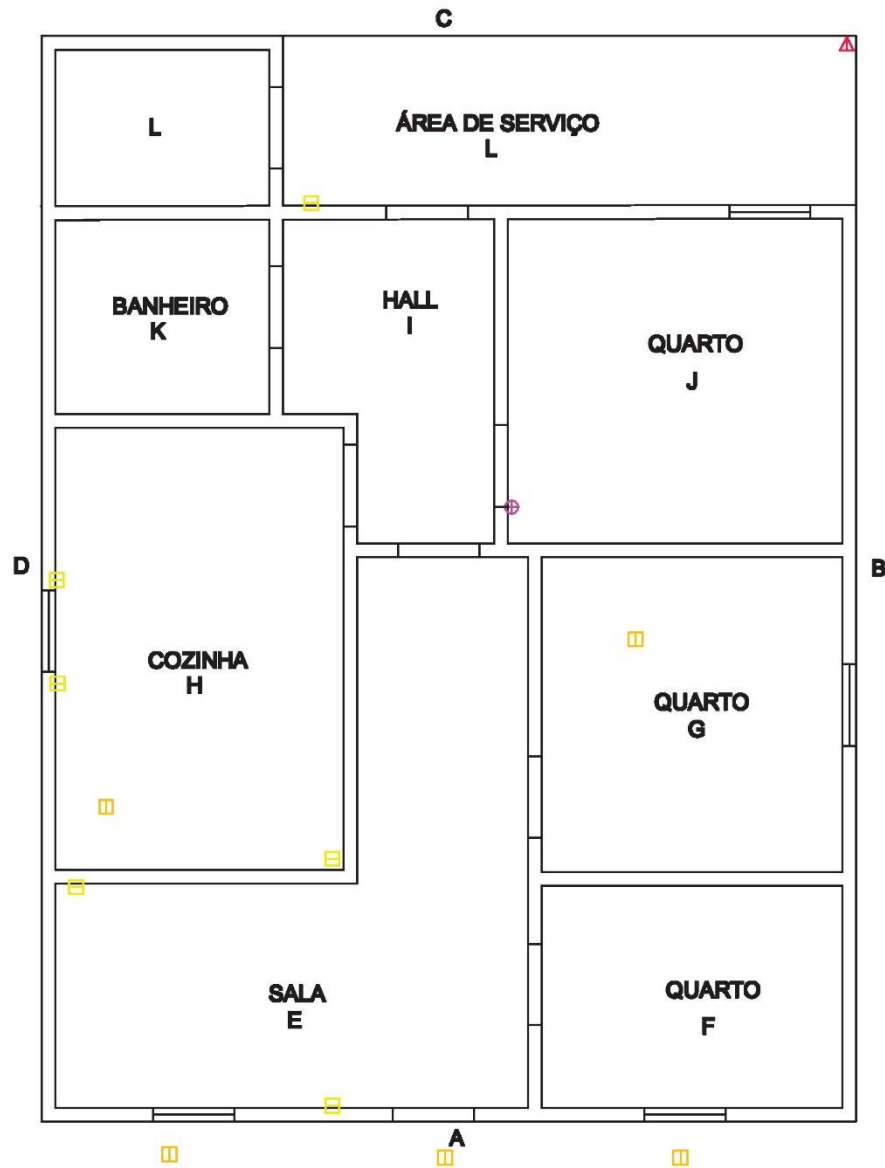 C
L
ÁREA DE SERVIÇO
L
BANHEIRO
K
HALL
I
QUARTO
J
D
B
COZINHA
H
QUARTO
G
SALA
E
QUARTO
F
A